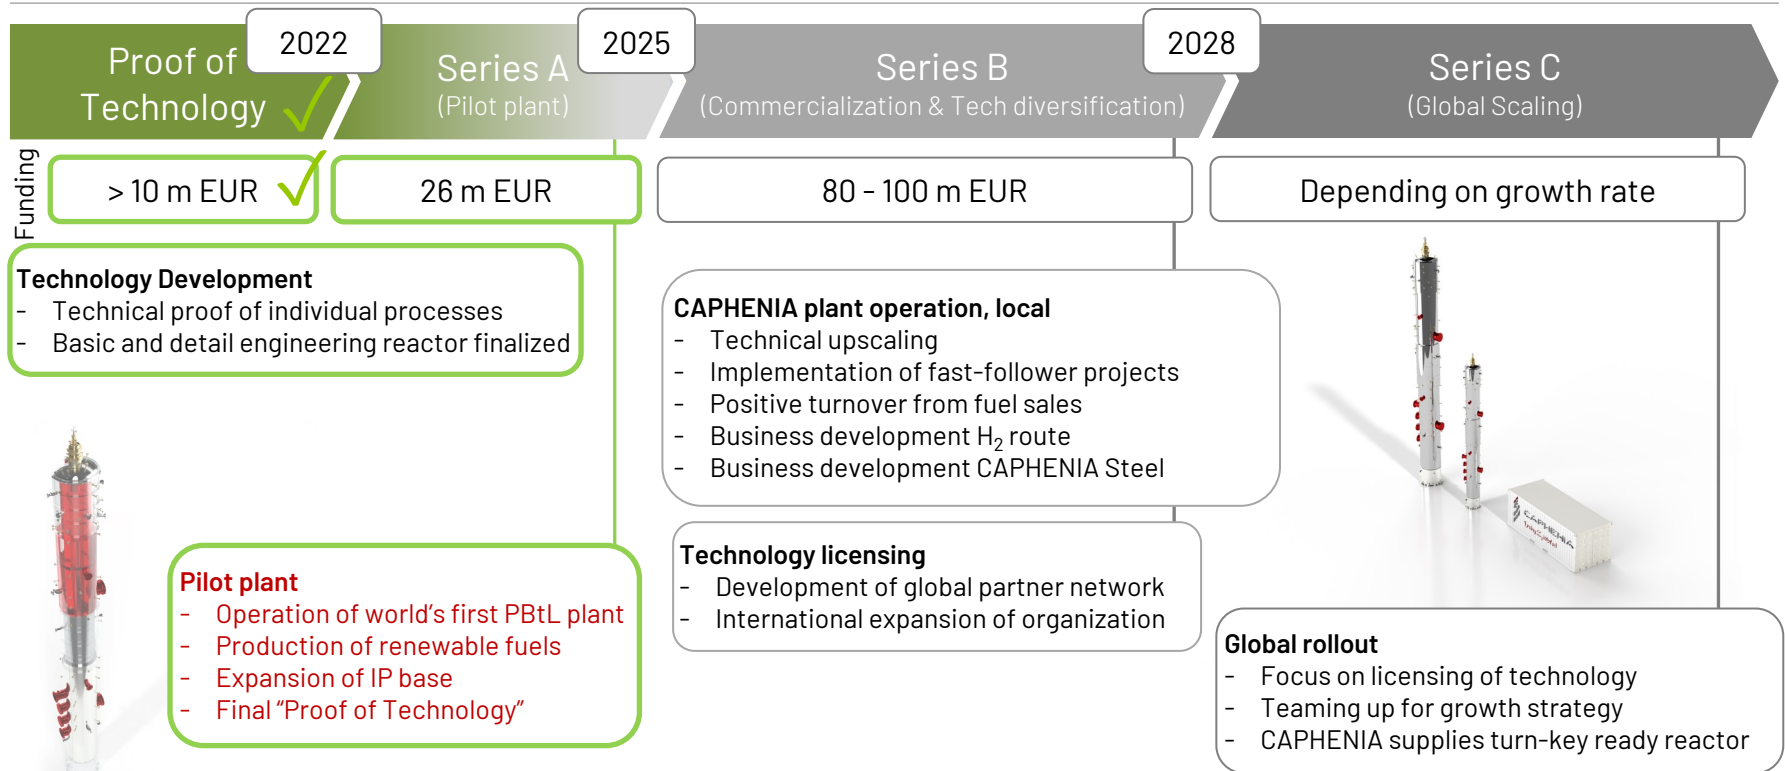 2022
2025
2028
Proof of
Technology
Series A
(Pilot plant)
Series B
(Commercialization & Tech diversification)
Series C
(Global Scaling)
Funding
> 10 m EUR
26 m EUR
80 - 100 m EUR
Depending on growth rate
Technology Development
- Technical proof of individual processes
- Basic and detail engineering reactor finalized
Pilot plant
- Operation of world's first PBtL plant
- Production of renewable fuels
- Expansion of IP base
- Final “Proof of Technology”
CAPHENIA plant operation, local
- Technical upscaling
- Implementation of fast-follower projects
- Positive turnover from fuel sales
- Business development H₂ route
- Business development CAPHENIA Steel
Technology licensing
- Development of global partner network
- International expansion of organization
CAPHENIA
Global rollout
- Focus on licensing of technology
- Teaming up for growth strategy
- CAPHENIA supplies turn-key ready reactor